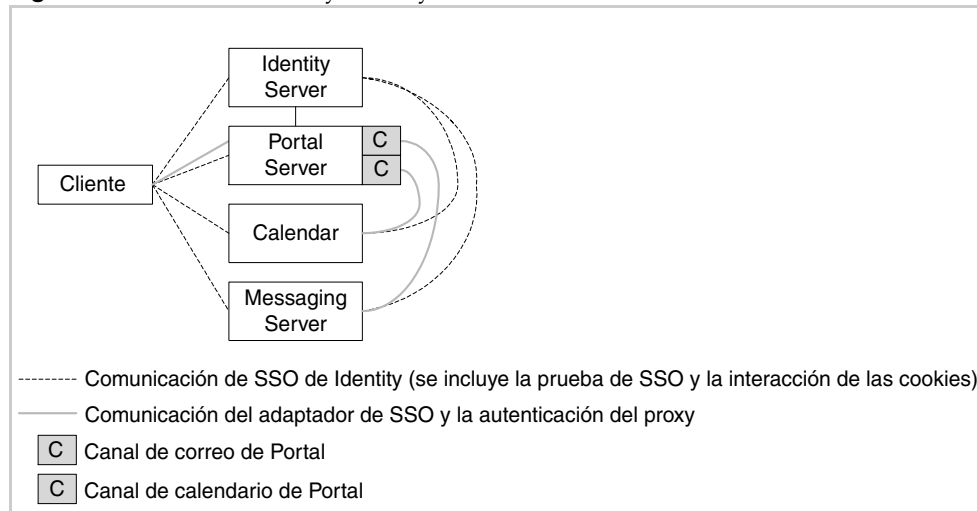 Identity
Server
Portal
Server
C
C
Cliente
Calendar
Messaging
Server
Comunicación de SSO de Identity (se incluye la prueba de SSO y la interacción de las cookies)
Comunicación del adaptador de SSO y la autenticación del proxy
C Canal de correo de Portal
C Canal de calendario de Portal